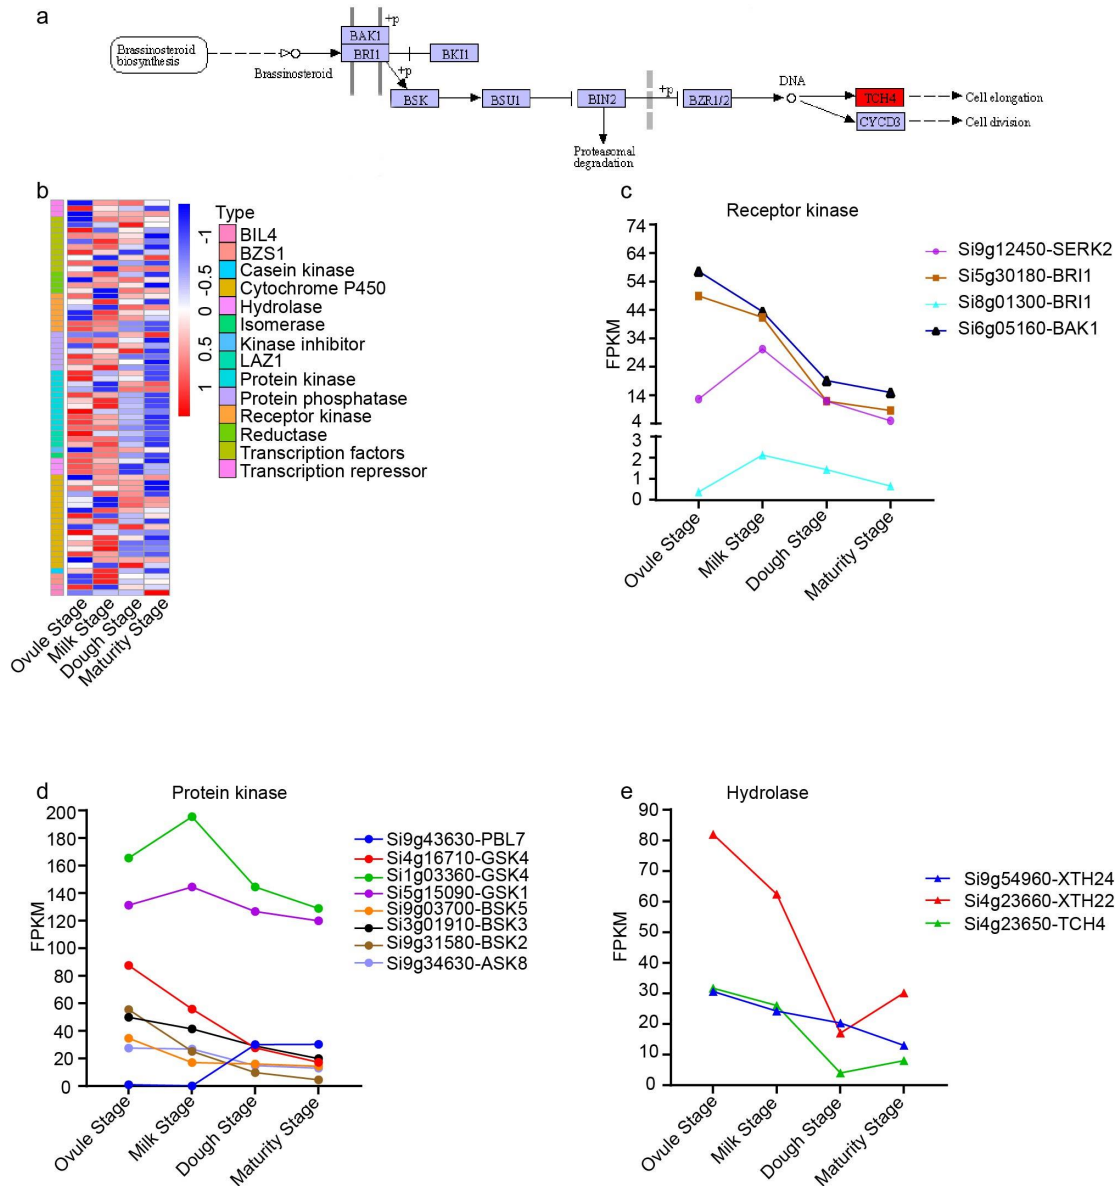 a
+p
BAK1
Brassinosteroid
biosynthesis
BRI1
BKI1
Brassinosteroid
+p
DNA
+p
BSK
BSU1
BIN2
BZR1/2
TCH4
Cell elongation
CYCD3
Cell division
Proteasomal
degradation
b
-1
-0.5
0
0.5
1
Type
BIL4
BZS1
Casein kinase
Cytochrome P450
Hydrolase
Isomerase
Kinase inhibitor
LAZ1
Protein kinase
Protein phosphatase
Receptor kinase
Reductase
Transcription factors
Transcription repressor
Ovule Stage
Milk Stage
Dough Stage
Maturity Stage
c
Receptor kinase
FPKM
74
64
54
44
34
24
14
4
3
2
1
0
Si9g12450-SERK2
Si5g30180-BRI1
Si8g01300-BRI1
Si6g05160-BAK1
Ovule Stage
Milk Stage
Dough Stage
Maturity Stage
d
Protein kinase
FPKM
200
180
160
140
120
100
80
60
40
20
0
Si9g43630-PBL7
Si4g16710-GSK4
Si1g03360-GSK4
Si5g15090-GSK1
Si9g03700-BSK5
Si3g01910-BSK3
Si9g31580-BSK2
Si9g34630-ASK8
Ovule Stage
Milk Stage
Dough Stage
Maturity Stage
e
Hydrolase
FPKM
90
80
70
60
50
40
30
20
10
0
Si9g54960-XTH24
Si4g23660-XTH22
Si4g23650-TCH4
Ovule Stage
Milk Stage
Dough Stage
Maturity Stage